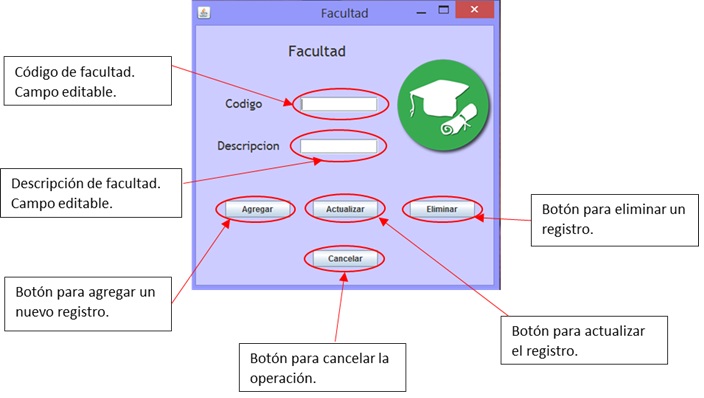 Facultad
Facultad
Código de facultad.
Campo editable.
Codigo
Descripcion
Descripción de facultad.
Campo editable.
Agregar
Actualizar
Eliminar
Botón para eliminar un
registro.
Cancelar
Botón para agregar un
nuevo registro.
Botón para actualizar
el registro.
Botón para cancelar la
operación.